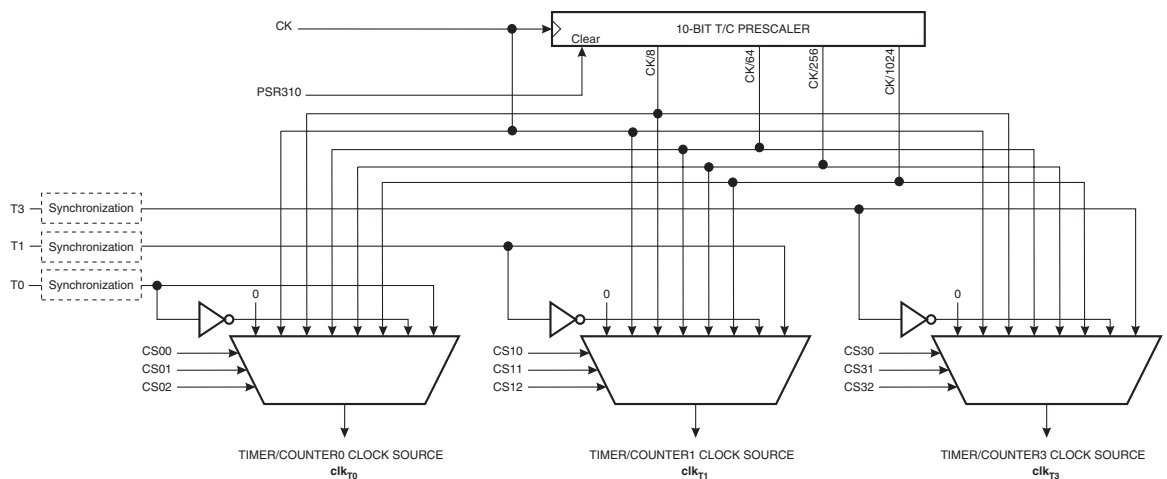 CK
10-BIT T/C PRESCALER
Clear
PSR310
CK/8
CK/64
CK/256
CK/1024
T3
Synchronization
T1
Synchronization
T0
Synchronization
0
0
0
CS00
CS01
CS02
CS10
CS11
CS12
CS30
CS31
CS32
TIMER/COUNTER0 CLOCK SOURCE
clkT0
TIMER/COUNTER1 CLOCK SOURCE
clkT1
TIMER/COUNTER3 CLOCK SOURCE
clkT3